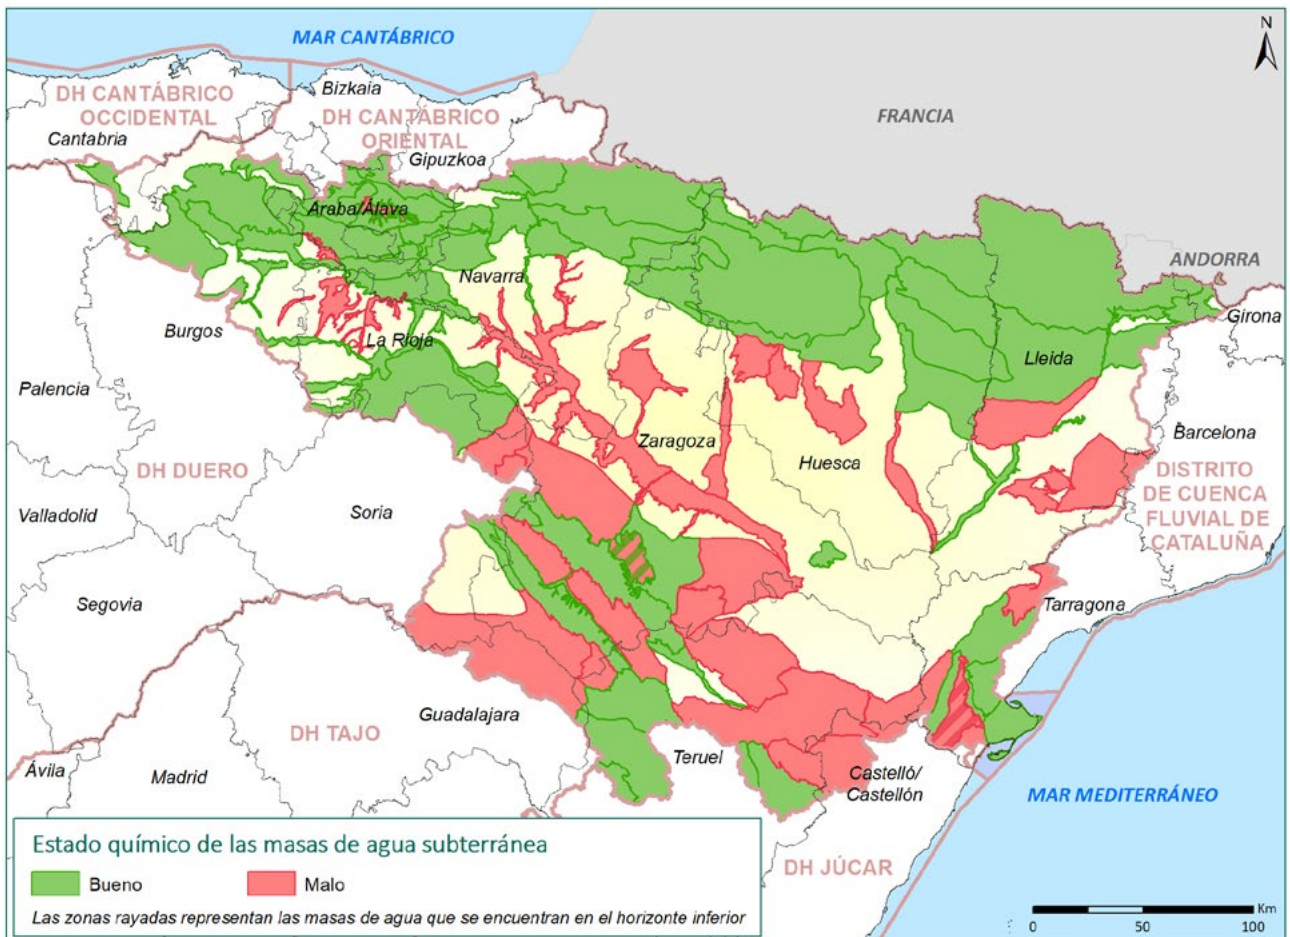 MAR CANTÁBRICO
N
DH CANTÁBRICO
OCCIDENTAL
Bizkaia
DH CANTÁBRICO
ORIENTAL
FRANCIA
Cantabria
Gipuzkoa
Araba/Álava
Navarra
ANDORRA
Burgos
La Rioja
Girona
Lleida
Palencia
Zaragoza
Huesca
Barcelona
DH DUERO
DISTRITO
DE CUENCA
FLUVIAL DE
CATALUÑA
Valladolid
Soria
Segovia
Tarragona
Guadalajara
DH TAJO
Teruel
Ávila
Madrid
Castelló/
Castellón
MAR MEDITERRÁNEO
DH JÚCAR
Estado químico de las masas de agua subterránea
Bueno
Malo
Las zonas rayadas representan las masas de agua que se encuentran en el horizonte inferior
Km
0 50 100